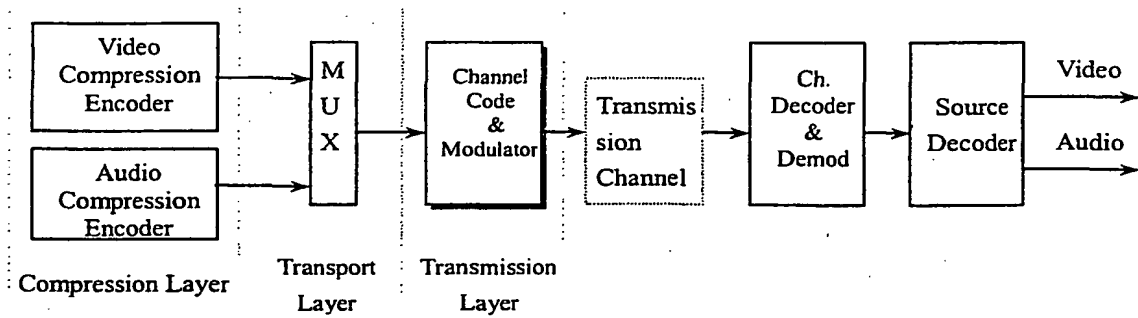 Video
Compression
Encoder
Audio
Compression
Encoder
Compression Layer
M
U
X
Transport
Layer
Channel
Code
&
Modulator
Transmission
Layer
Transmis
sion
Channel
Ch.
Decoder
&
Demod
Source
Decoder
Video
Audio